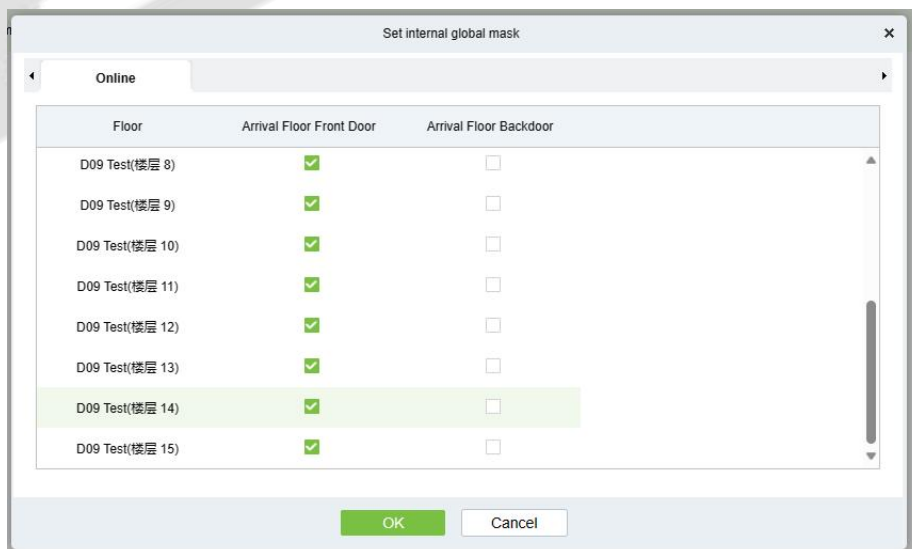 Set internal global mask
Online
Floor Arrival Floor Front Door Arrival Floor Backdoor
D09 Test(楼层 8)
D09 Test(楼层 9)
D09 Test(楼层 10)
D09 Test(楼层 11)
D09 Test(楼层 12)
D09 Test(楼层 13)
D09 Test(楼层 14)
D09 Test(楼层 15)
OK Cancel